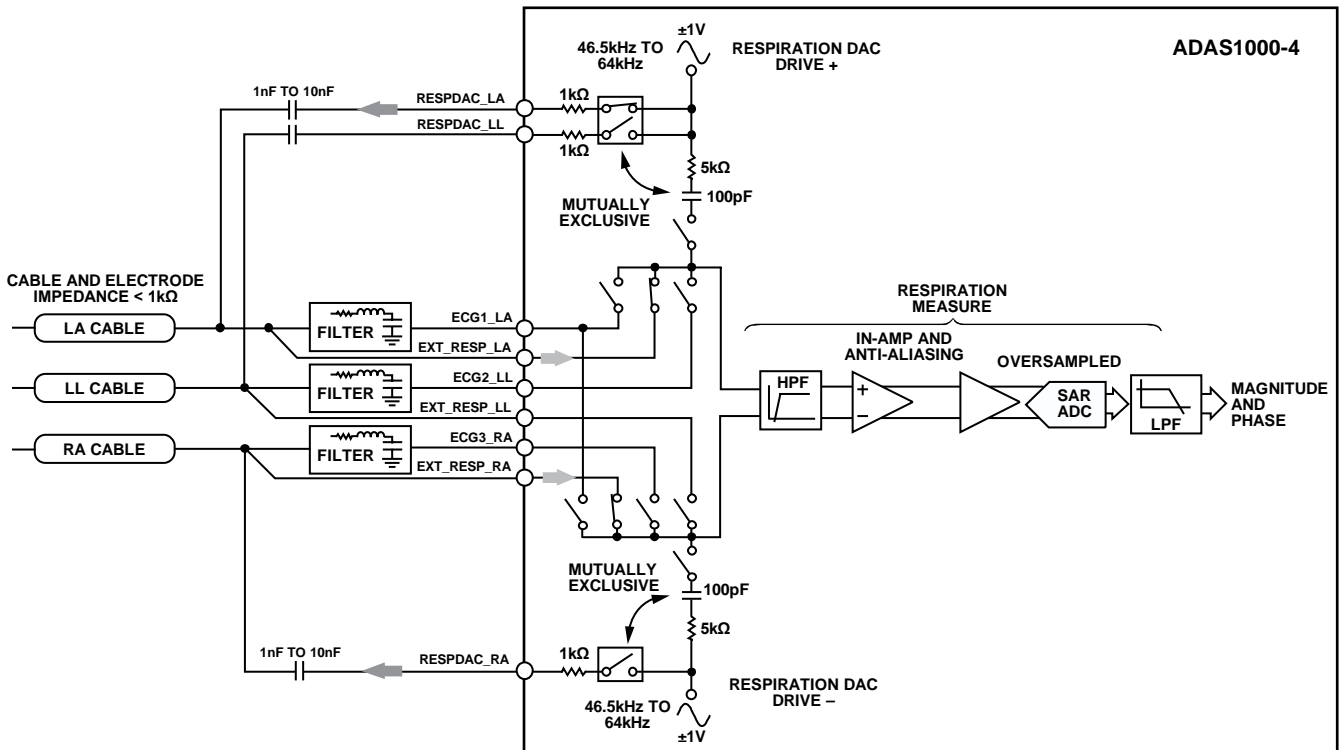 ADAS1000-4
±1V
46.5kHz TO
64kHz
RESPIRATION DAC
DRIVE +
1nF TO 10nF
RESPDAC_LA
1kΩ
RESPDAC_LL
1kΩ
5kΩ
100pF
MUTUALLY
EXCLUSIVE
CABLE AND ELECTRODE
IMPEDANCE < 1kΩ
LA CABLE
FILTER
ECG1_LA
EXT_RESP_LA
LL CABLE
FILTER
ECG2_LL
EXT_RESP_LL
RA CABLE
FILTER
ECG3_RA
EXT_RESP_RA
RESPIRATION
MEASURE
IN-AMP AND
ANTI-ALIASING
OVERSAMPLED
HPF
+
−
SAR
ADC
LPF
MAGNITUDE
AND
PHASE
MUTUALLY
EXCLUSIVE
100pF
5kΩ
1nF TO 10nF
RESPDAC_RA
1kΩ
46.5kHz TO
64kHz
±1V
RESPIRATION DAC
DRIVE –